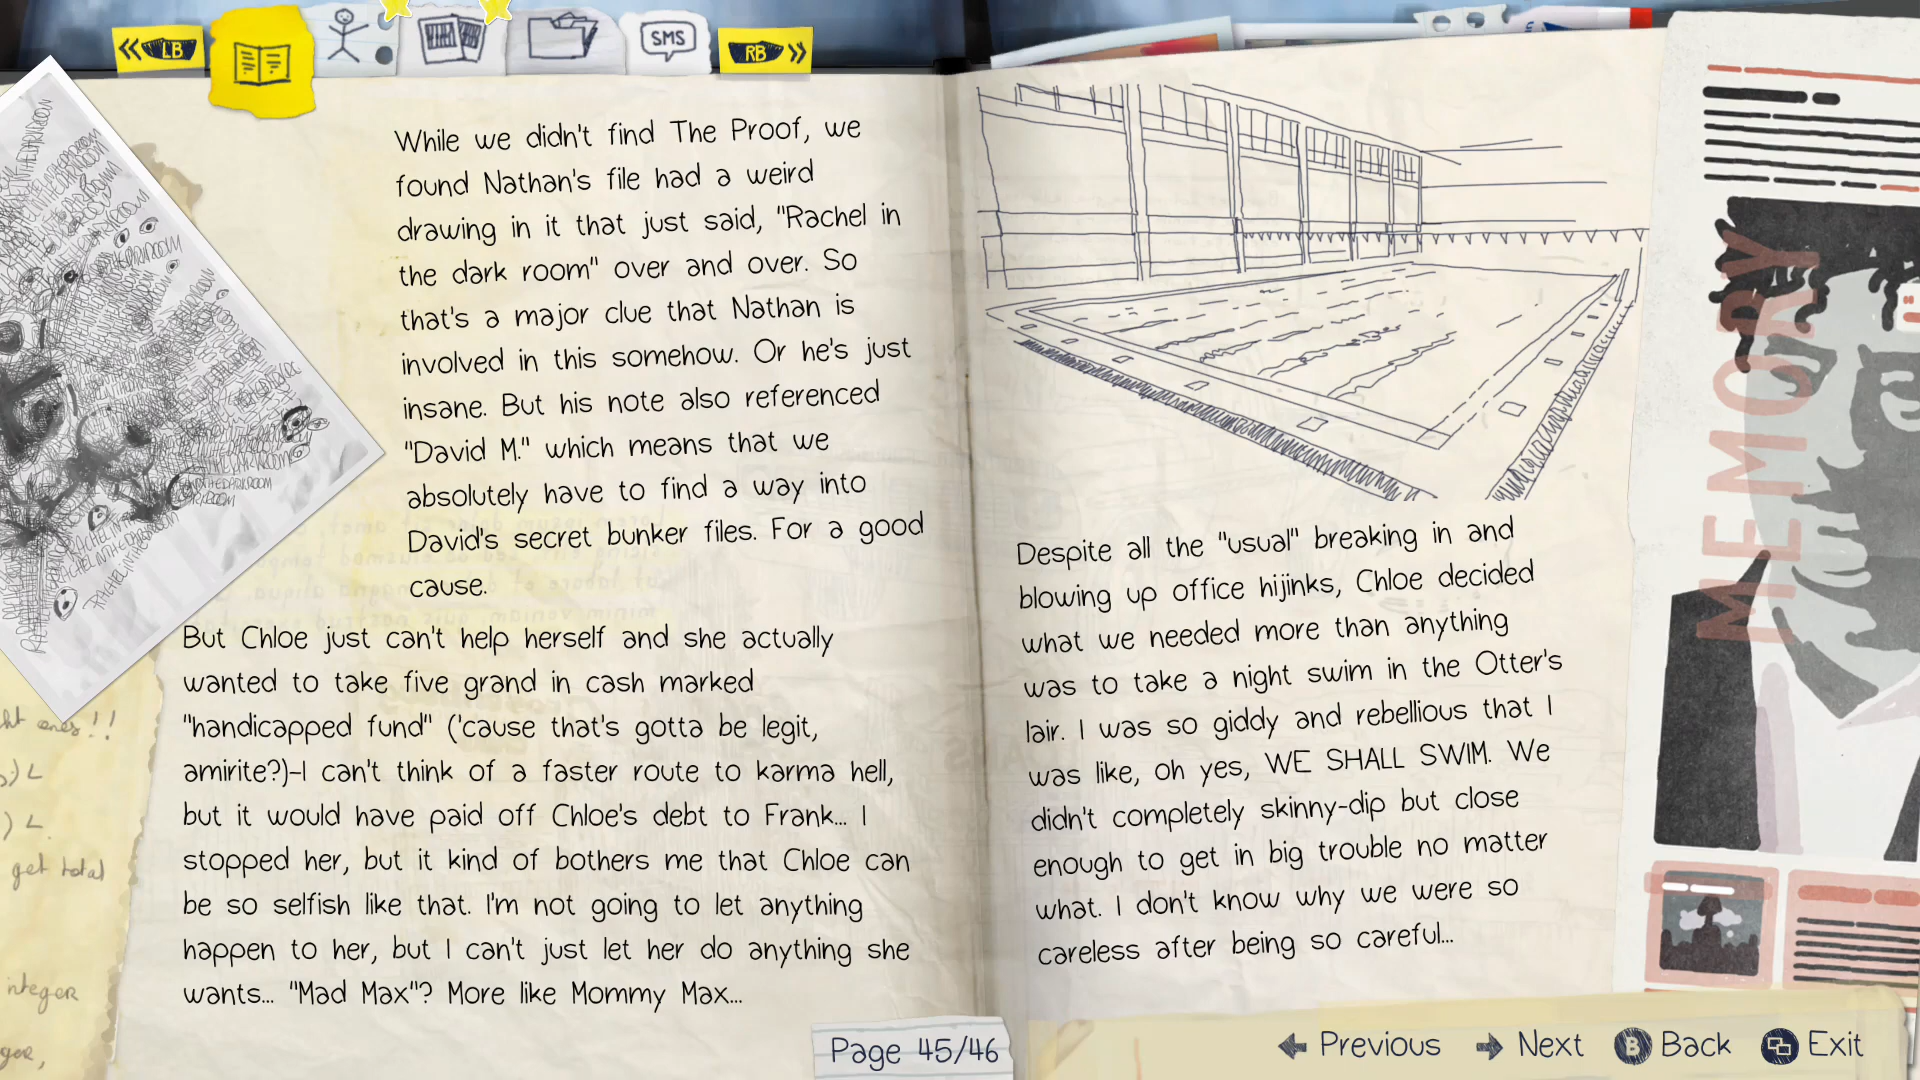 LB
SMS
RB
While we didn't find The Proof, we
found Nathan's file had a weird
drawing in it that just said, "Rachel in
the dark room" over and over. So
that's a major clue that Nathan is
involved in this somehow. Or he's just
insane. But his note also referenced
"David M." which means that we
absolutely have to find a way into
David's secret bunker files. For a good
cause.
But Chloe just can't help herself and she actually
wanted to take five grand in cash marked
"handicapped fund" ('cause that's gotta be legit,
amirite?)-I can't think of a faster route to karma hell,
but it would have paid off Chloe's debt to Frank... I
stopped her, but it kind of bothers me that Chloe can
be so selfish like that. I'm not going to let anything
happen to her, but I can't just let her do anything she
wants... "Mad Max"? More like Mommy Max...
Despite all the "usual" breaking in and
blowing up office hijinks, Chloe decided
what we needed more than anything
was to take a night swim in the Otter's
lair. I was so giddy and rebellious that I
was like, oh yes, WE SHALL SWIM. We
didn't completely skinny-dip but close
enough to get in big trouble no matter
what. I don't know why we were so
careless after being so careful...
MEMORY
get total
integer
Page 45/46
Previous
Next
B Back
Exit